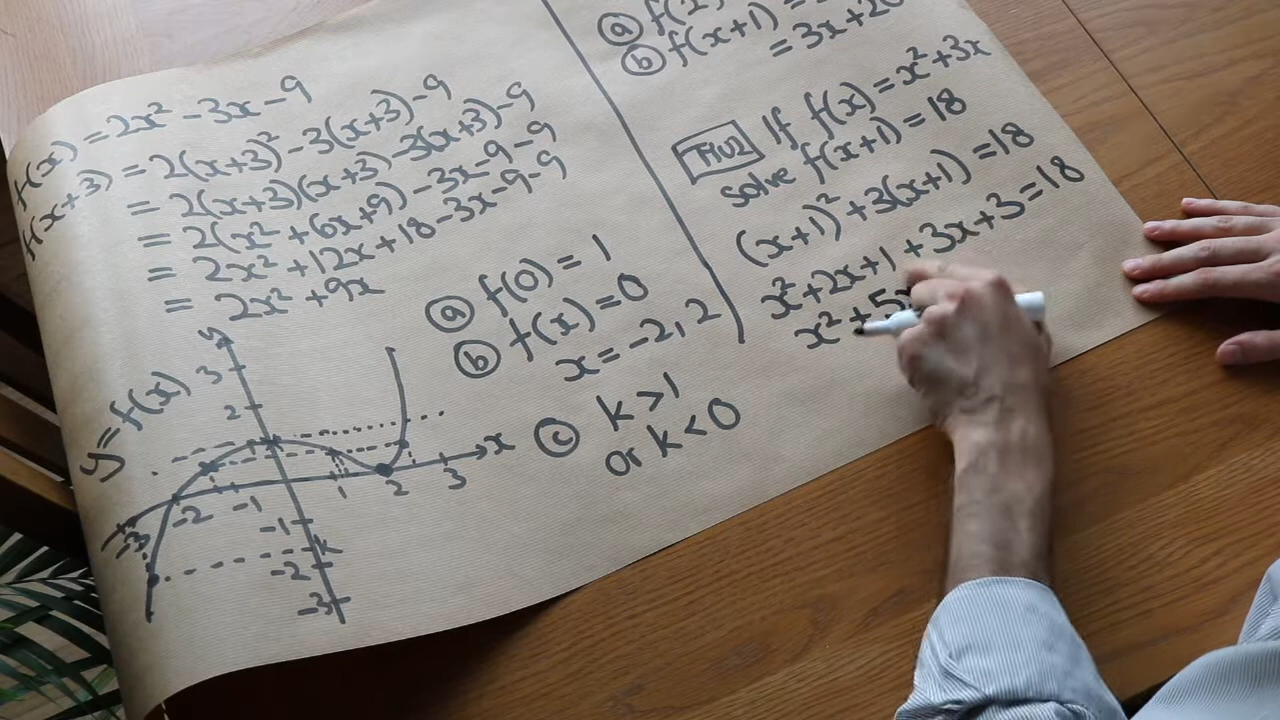 f(x) = 2x² - 3x - 9
f(x+3) = 2(x+3)² - 3(x+3) - 9
= 2(x+3)(x+3) - 3(x+3) - 9
= 2(x² + 6x + 9) - 3x - 9 - 9
= 2x² + 12x + 18 - 3x - 9 - 9
= 2x² + 9x
y = f(x)
y
3
2
-3
-2
-1
1
2
3
x
-1
k
-2
-3
ⓐ f(0) = 1
ⓑ f(x) = 0
x = -2, 2
ⓒ k > 1
or k < 0
ⓐ f(2)
ⓑ f(x+1) =
= 3x + 20
If f(x) = x² + 3x
solve f(x+1) = 18
(x+1)² + 3(x+1) = 18
x² + 2x + 1 + 3x + 3 = 18
x² + 5x